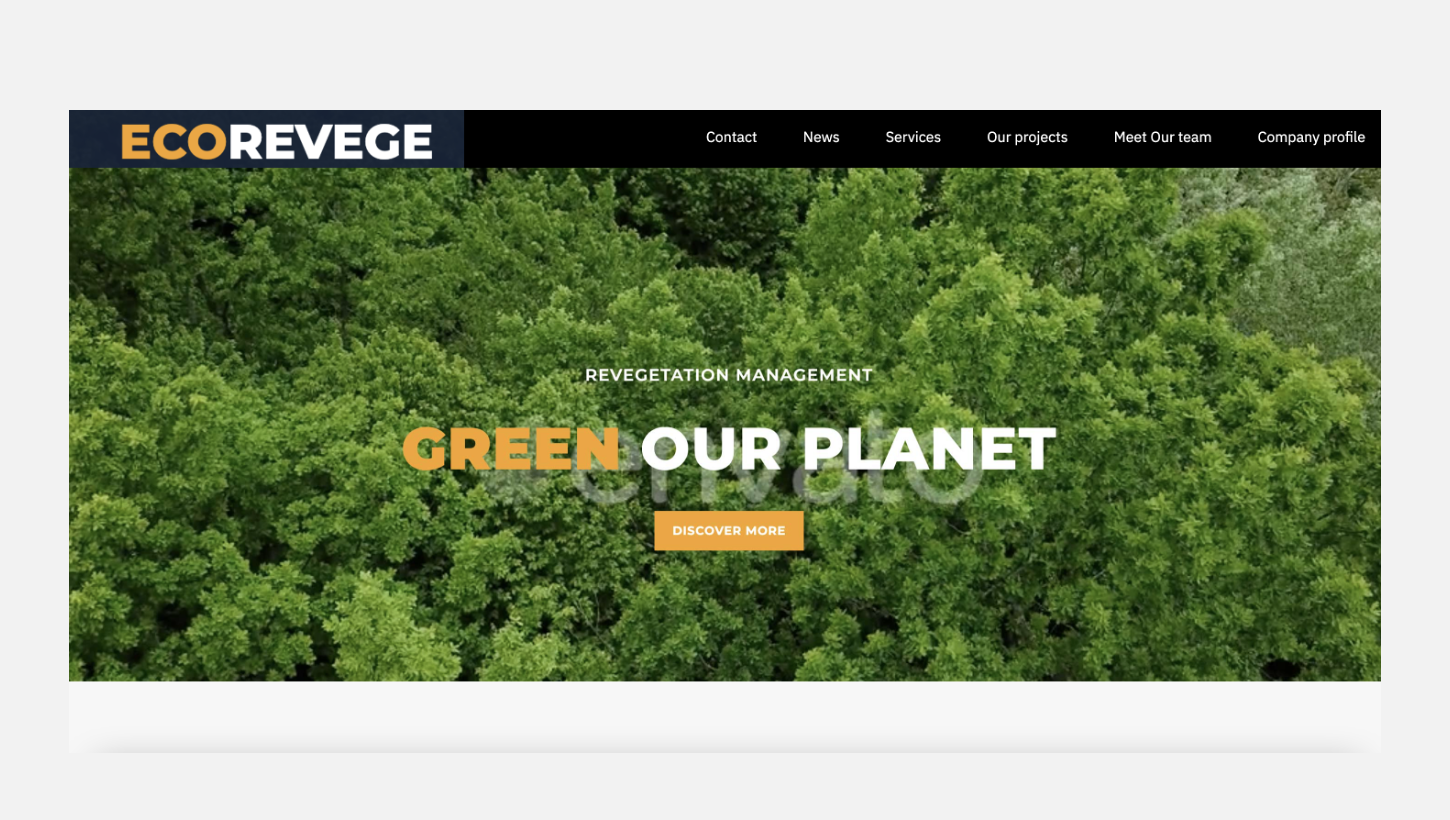 ECOREVEGE
Contact News Services Our projects Meet Our team Company profile
REVEGETATION MANAGEMENT
GREEN OUR PLANET
envato
DISCOVER MORE